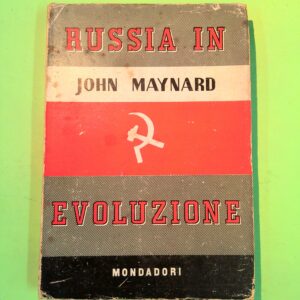 RUSSIA IN
JOHN MAYNARD
EVOLUZIONE
MONDADORI